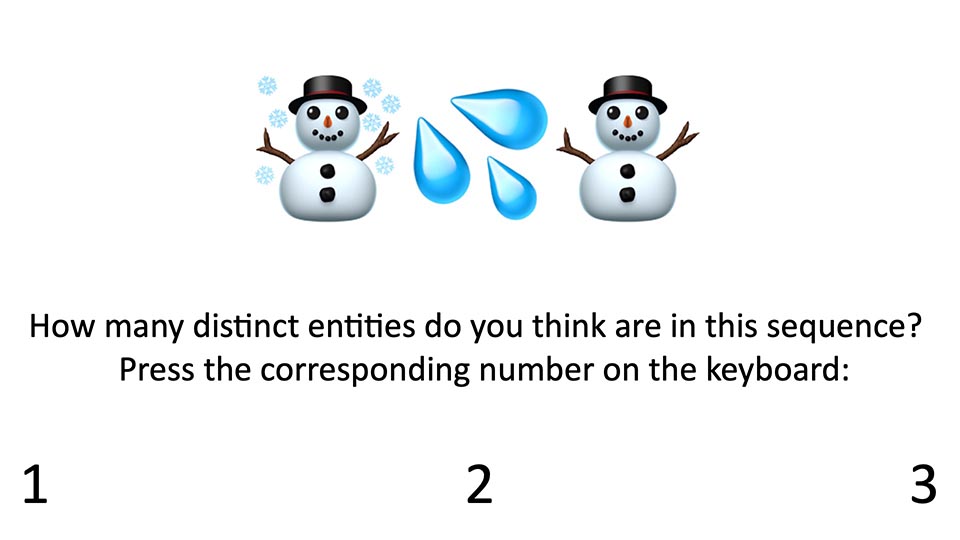 How many distinct entities do you think are in this sequence?
Press the corresponding number on the keyboard:
1 2 3